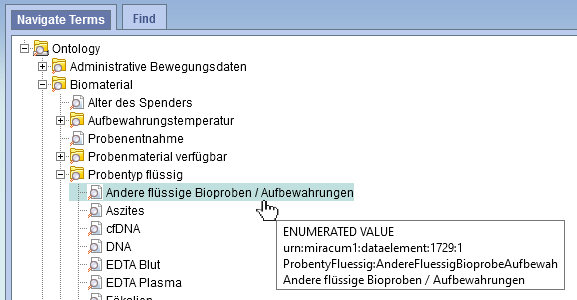 Navigate Terms Find
Ontology
Administrative Bewegungsdaten
Biomaterial
Alter des Spenders
Aufbewahrungstemperatur
Probenentnahme
Probenmaterial verfügbar
Probentyp flüssig
Andere flüssige Bioproben / Aufbewahrungen
Aszites
cfDNA
DNA
EDTA Blut
EDTA Plasma
ENUMERATED VALUE
urn:miracum1:dataelement:1729:1
ProbentyFluessig:AndereFluessigBioprobeAufbewah
Andere flüssige Bioproben / Aufbewahrungen